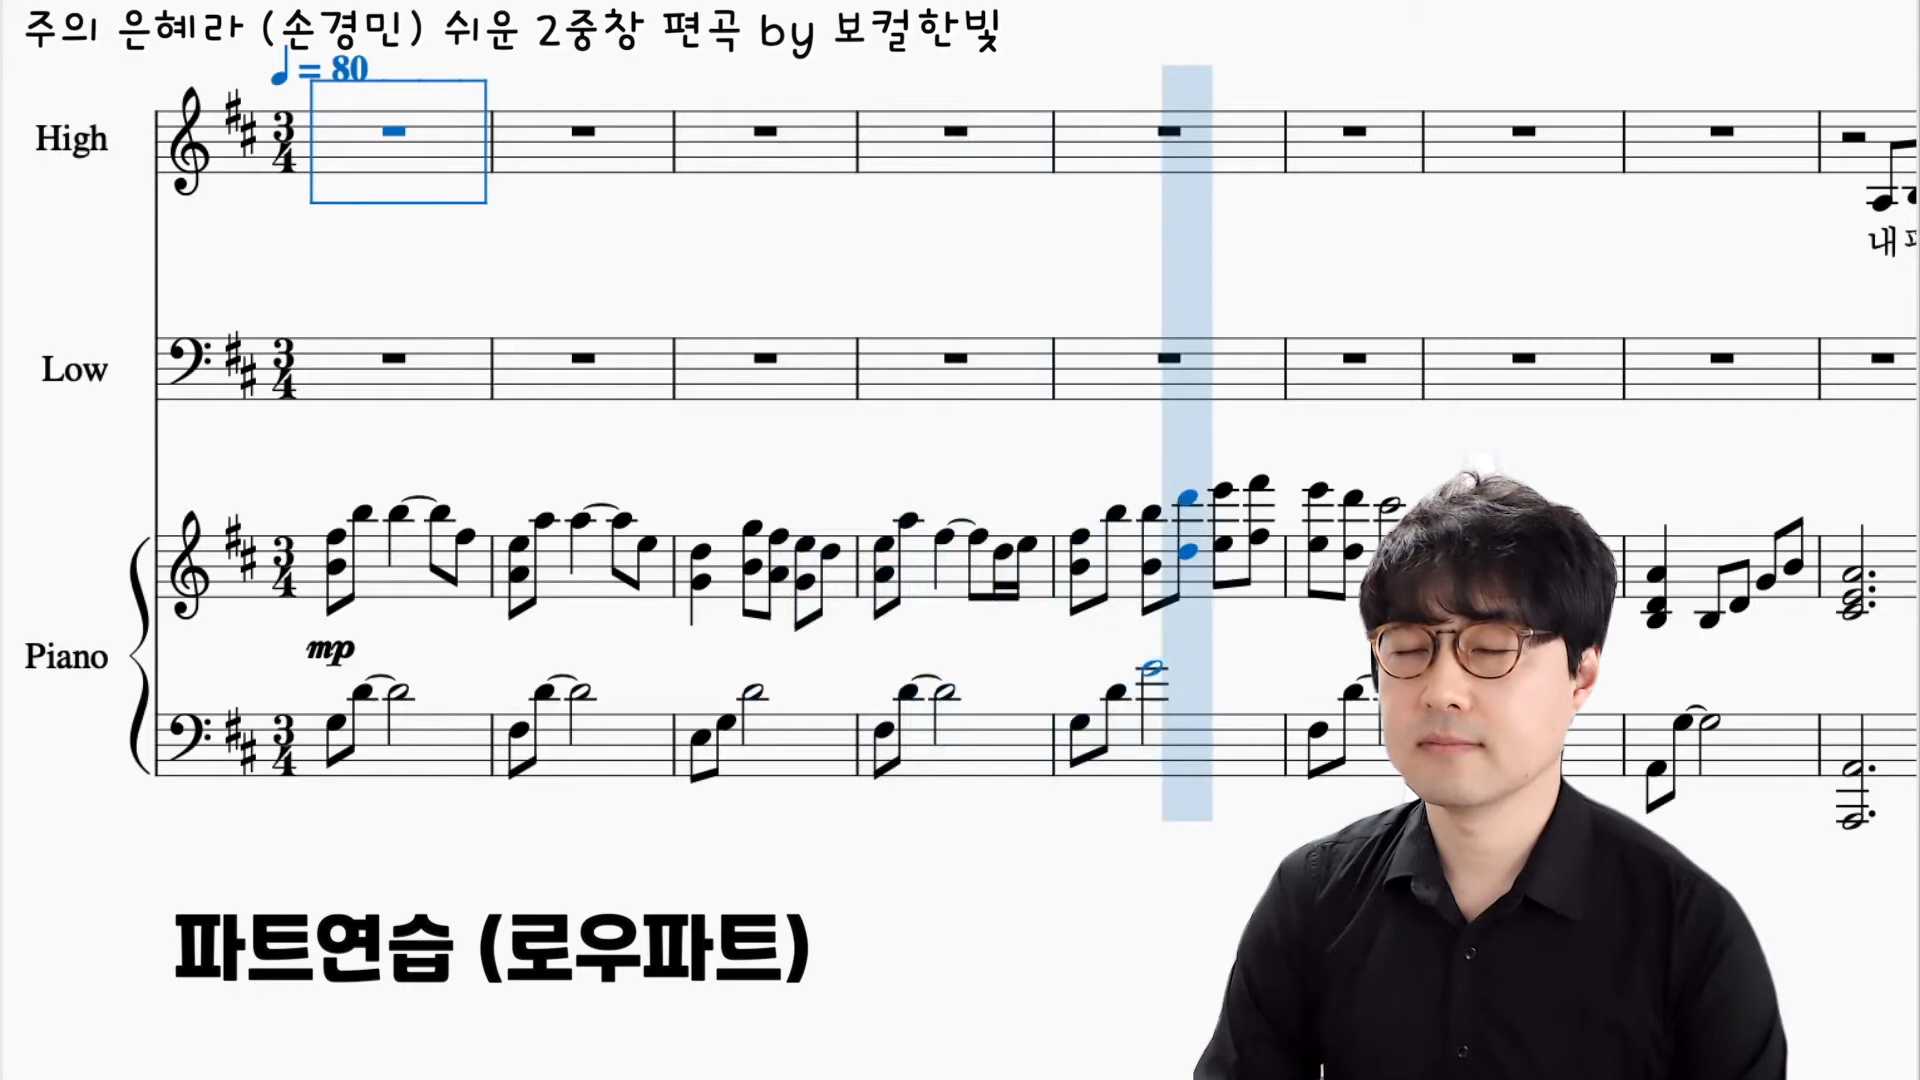 주의 은혜라 (손경민) 쉬운 2중창 편곡 by 보컬한빛
♩ = 80
High
내
Low
mp
Piano
파트연습 (로우파트)